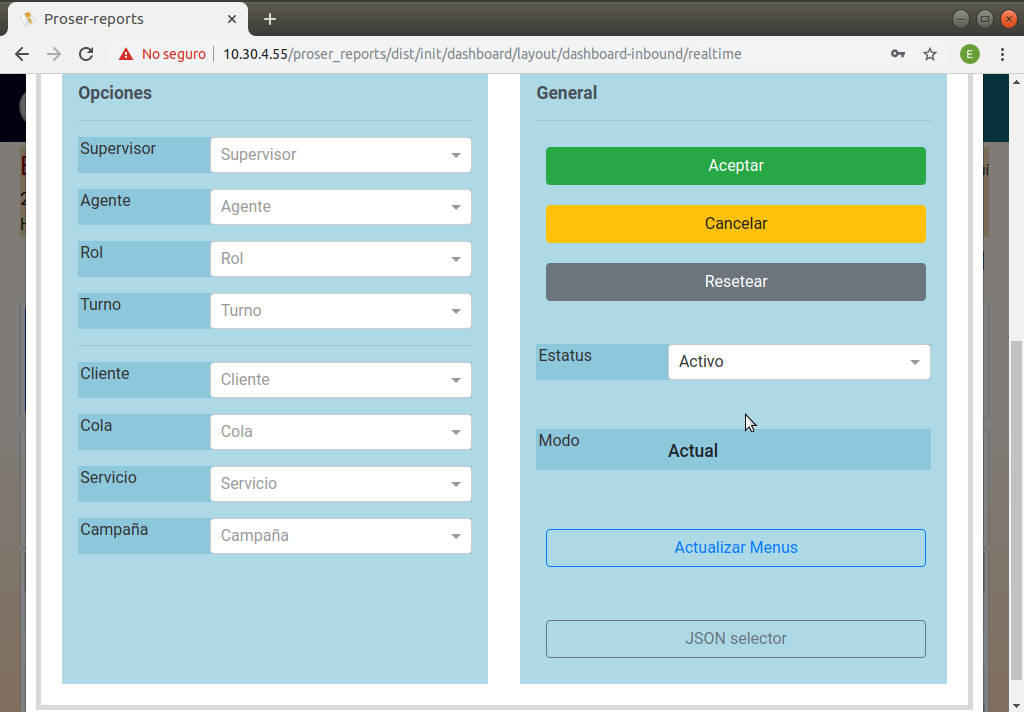 Proser-reports
No seguro
10.30.4.55/proser_reports/dist/init/dashboard/layout/dashboard-inbound/realtime
E
Opciones
Supervisor
Supervisor
Agente
Agente
Rol
Rol
Turno
Turno
Cliente
Cliente
Cola
Cola
Servicio
Servicio
Campaña
Campaña
General
Aceptar
Cancelar
Resetear
Estatus
Activo
Modo
Actual
Actualizar Menus
JSON selector